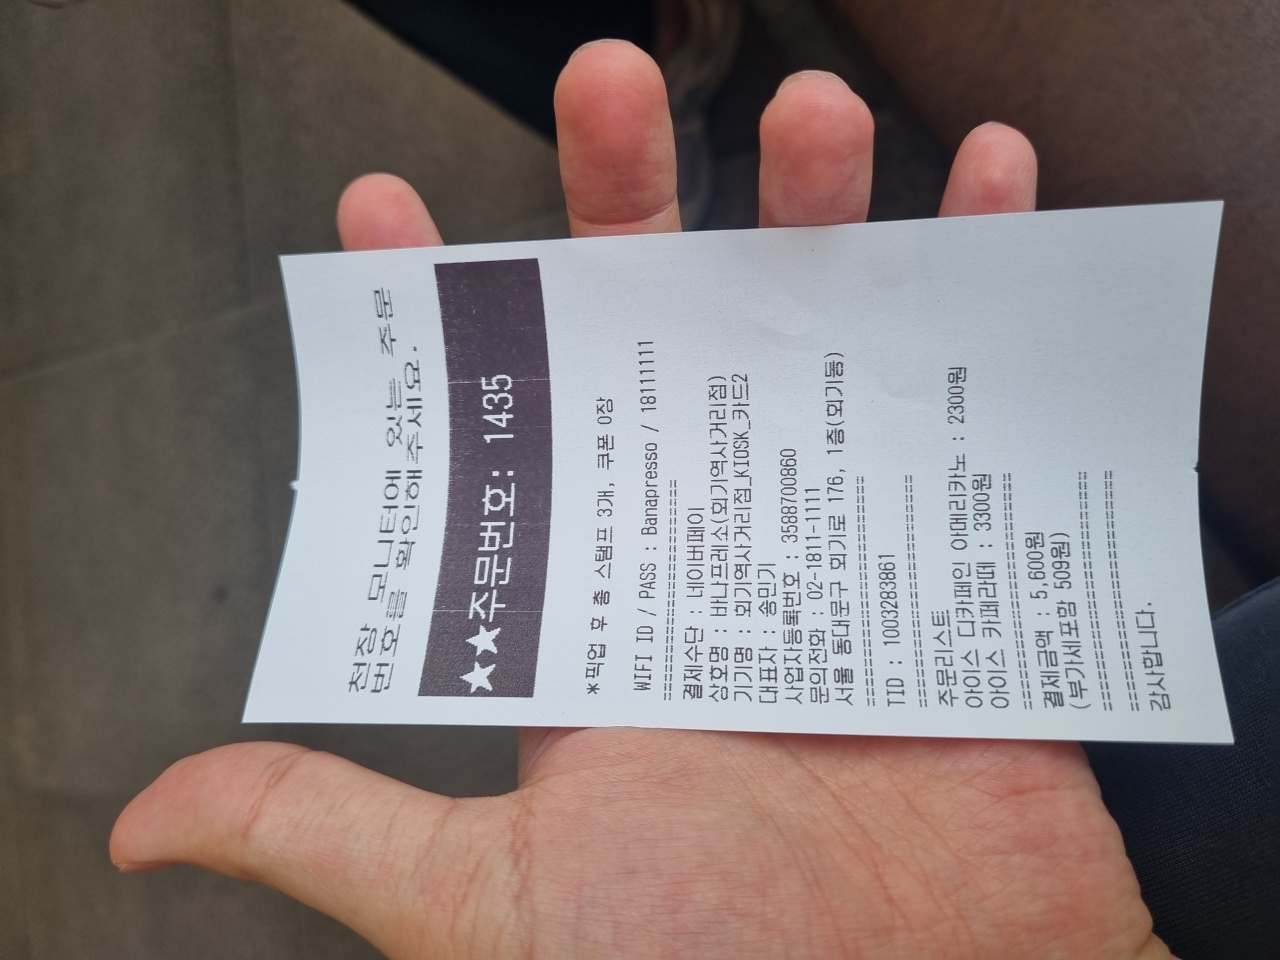 천장 모니터에 있는 주문
번호를 확인해주세요.
★★주문번호: 1435
*픽업 후 총 스탬프 3개, 쿠폰 0장
WIFI ID / PASS : Banapresso / 18111111
================================
결제수단 : 네이버페이
상호명 : 바나프레소(회기역사거리점)
기기명 : 회기역사거리점_KIOSK_카드2
대표자 : 송민기
사업자등록번호 : 3588700860
문의전화 : 02-1811-1111
서울 동대문구 회기로 176, 1층(회기동)
================================
TID : 1003283861
================================
주문리스트
아이스 디카페인 아메리카노 : 2300원
아이스 카페라떼 : 3300원
================================
결제금액 : 5,600원
(부가세포함 509원)
================================
================================
감사합니다.